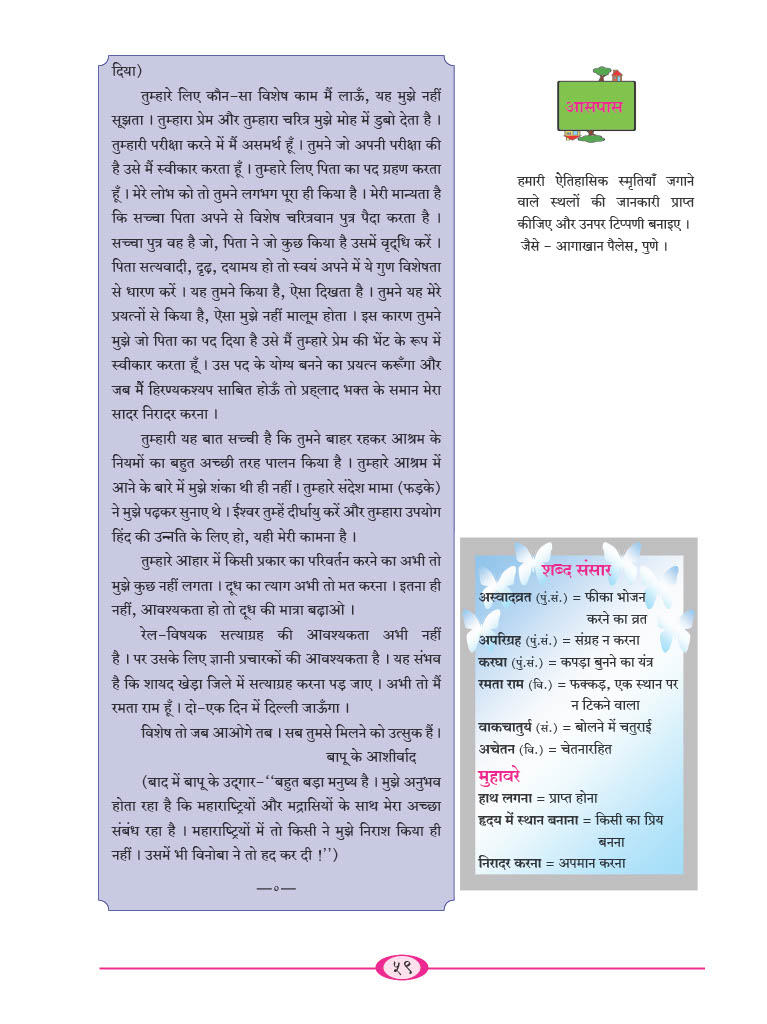 दिया)
तुम्हारे लिए कौन-सा विशेष काम मैं लाऊँ, यह मुझे नहीं
सूझता । तुम्हारा प्रेम और तुम्हारा चरित्र मुझे मोह में डुबो देता है ।
तुम्हारी परीक्षा करने में मैं असमर्थ हूँ । तुमने जो अपनी परीक्षा की
है उसे मैं स्वीकार करता हूँ । तुम्हारे लिए पिता का पद ग्रहण करता
हूँ । मेरे लोभ को तो तुमने लगभग पूरा ही किया है । मेरी मान्यता है
कि सच्चा पिता अपने से विशेष चरित्रवान पुत्र पैदा करता है ।
सच्चा पुत्र वह है जो, पिता ने जो कुछ किया है उसमें वृद्धि करें ।
पिता सत्यवादी, दृढ़, दयामय हो तो स्वयं अपने में ये गुण विशेषता
से धारण करें । यह तुमने किया है, ऐसा दिखता है । तुमने यह मेरे
प्रयत्नों से किया है, ऐसा मुझे नहीं मालूम होता । इस कारण तुमने
मुझे जो पिता का पद दिया है उसे मैं तुम्हारे प्रेम की भेंट के रूप में
स्वीकार करता हूँ । उस पद के योग्य बनने का प्रयत्न करूँगा और
जब मैं हिरण्यकश्यप साबित होऊँ तो प्रह्लाद भक्त के समान मेरा
सादर निरादर करना ।
तुम्हारी यह बात सच्ची है कि तुमने बाहर रहकर आश्रम के
नियमों का बहुत अच्छी तरह पालन किया है । तुम्हारे आश्रम में
आने के बारे में मुझे शंका थी ही नहीं । तुम्हारे संदेश मामा (फड़के)
ने मुझे पढ़कर सुनाए थे । ईश्वर तुम्हें दीर्घायु करें और तुम्हारा उपयोग
हिंद की उन्नति के लिए हो, यही मेरी कामना है ।
तुम्हारे आहार में किसी प्रकार का परिवर्तन करने का अभी तो
मुझे कुछ नहीं लगता । दूध का त्याग अभी तो मत करना । इतना ही
नहीं, आवश्यकता हो तो दूध की मात्रा बढ़ाओ ।
रेल-विषयक सत्याग्रह की आवश्यकता अभी नहीं
है । पर उसके लिए ज्ञानी प्रचारकों की आवश्यकता है । यह संभव
है कि शायद खेड़ा जिले में सत्याग्रह करना पड़ जाए । अभी तो मैं
रमता राम हूँ । दो-एक दिन में दिल्ली जाऊँगा ।
विशेष तो जब आओगे तब । सब तुमसे मिलने को उत्सुक हैं ।
बापू के आशीर्वाद
(बाद में बापू के उद्गार-‘‘बहुत बड़ा मनुष्य है । मुझे अनुभव
होता रहा है कि महाराष्ट्रियों और मद्रासियों के साथ मेरा अच्छा
संबंध रहा है । महाराष्ट्रियों में तो किसी ने मुझे निराश किया ही
नहीं । उसमें भी विनोबा ने तो हद कर दी !’’)
—०—
आसपास
हमारी ऐतिहासिक स्मृतियाँ जगाने
वाले स्थलों की जानकारी प्राप्त
कीजिए और उनपर टिप्पणी बनाइए ।
जैसे - आगाखान पैलेस, पुणे ।
शब्द संसार
अस्वादव्रत (पुं.सं.) = फीका भोजन
करने का व्रत
अपरिग्रह (पुं.सं.) = संग्रह न करना
करघा (पुं.सं.) = कपड़ा बुनने का यंत्र
रमता राम (वि.) = फक्कड़, एक स्थान पर
न टिकने वाला
वाकचातुर्य (सं.) = बोलने में चतुराई
अचेतन (वि.) = चेतनारहित
मुहावरे
हाथ लगना = प्राप्त होना
हृदय में स्थान बनाना = किसी का प्रिय
बनना
निरादर करना = अपमान करना
५९